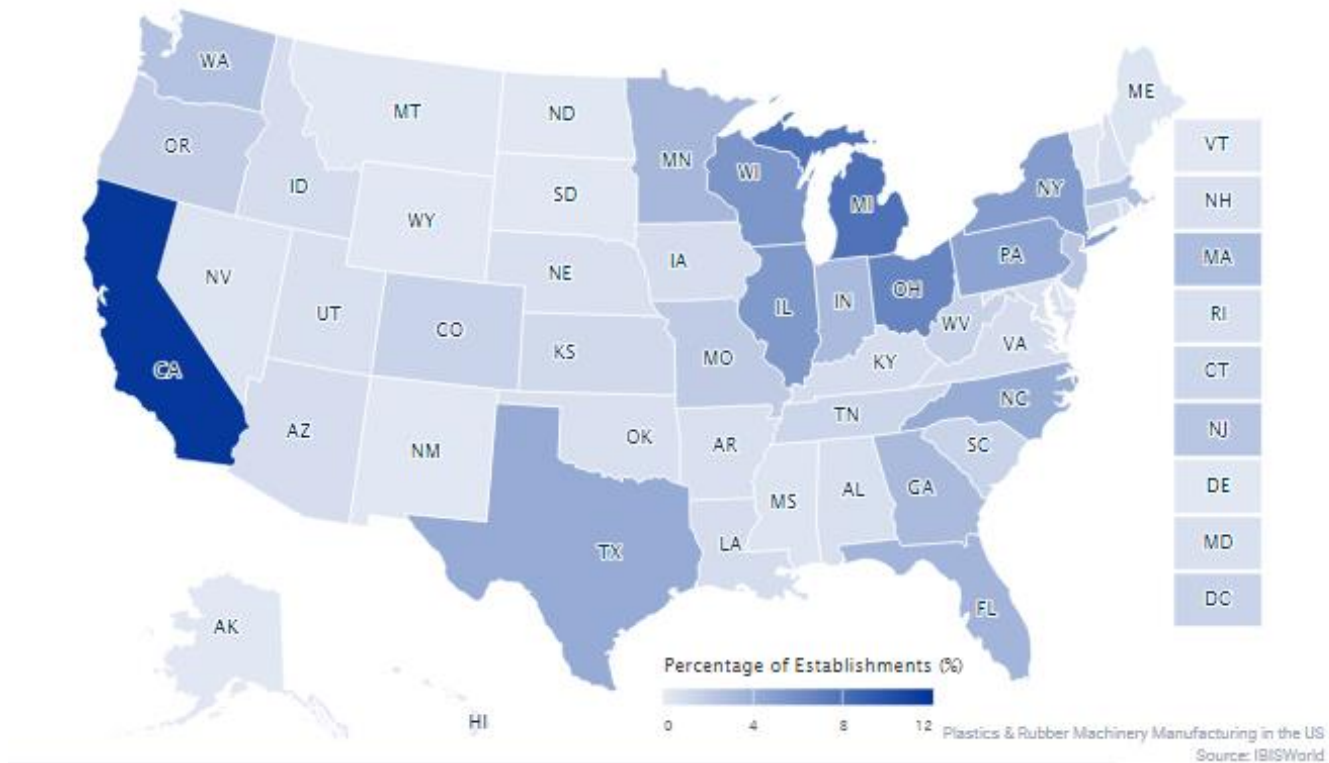 WA
MT
ND
ME
OR
MN
VT
ID
WI
SD
NY
NH
WY
MI
MA
PA
IA
NV
NE
OH
IL
IN
RI
UT
CO
WV
VA
KS
MO
KY
CT
CA
NC
TN
AZ
OK
NJ
NM
AR
SC
AL
GA
DE
MS
TX
LA
MD
DC
FL
AK
Percentage of Establishments (%)
HI
0 4 8 12
Plastics & Rubber Machinery Manufacturing in the US
Source: IBISWorld